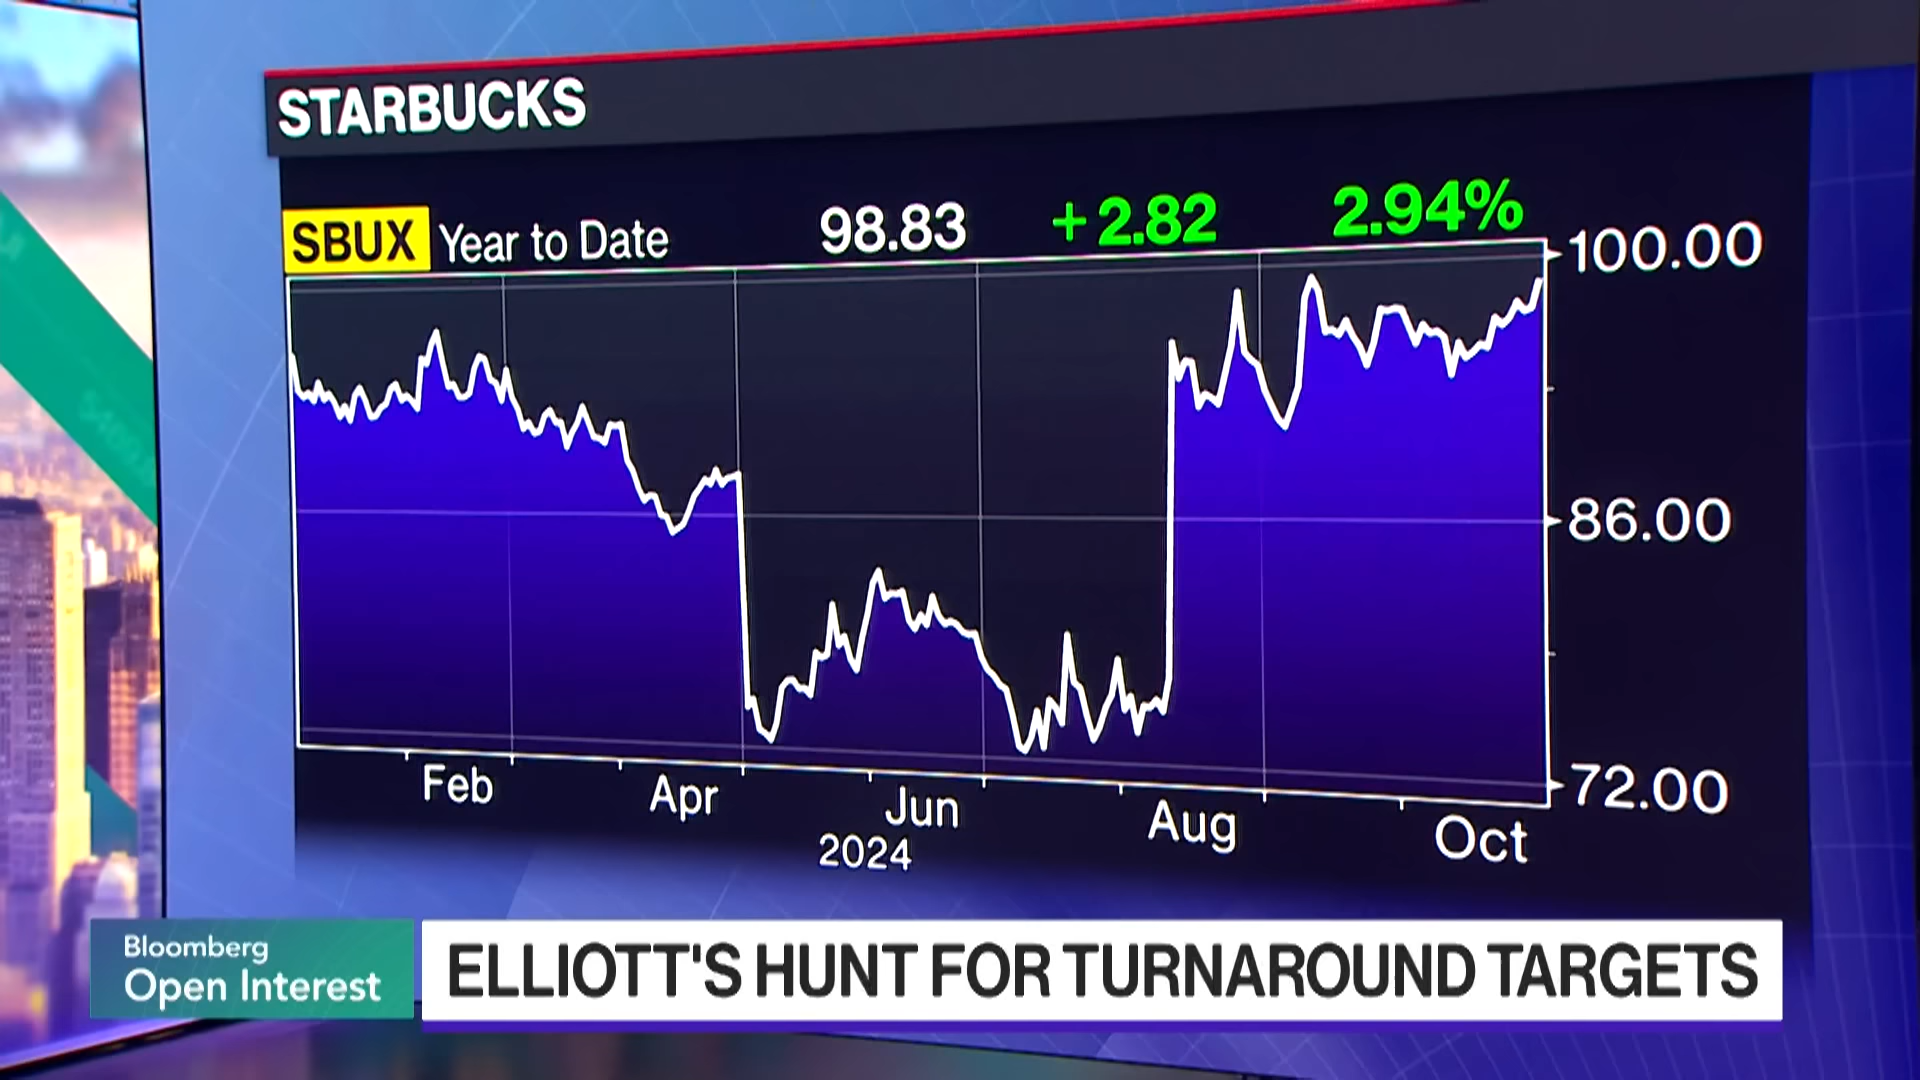 STARBUCKS
SBUX Year to Date 98.83 +2.82 2.94%
100.00
86.00
72.00
Feb Apr Jun Aug Oct
2024
Bloomberg
Open Interest
ELLIOTT'S HUNT FOR TURNAROUND TARGETS